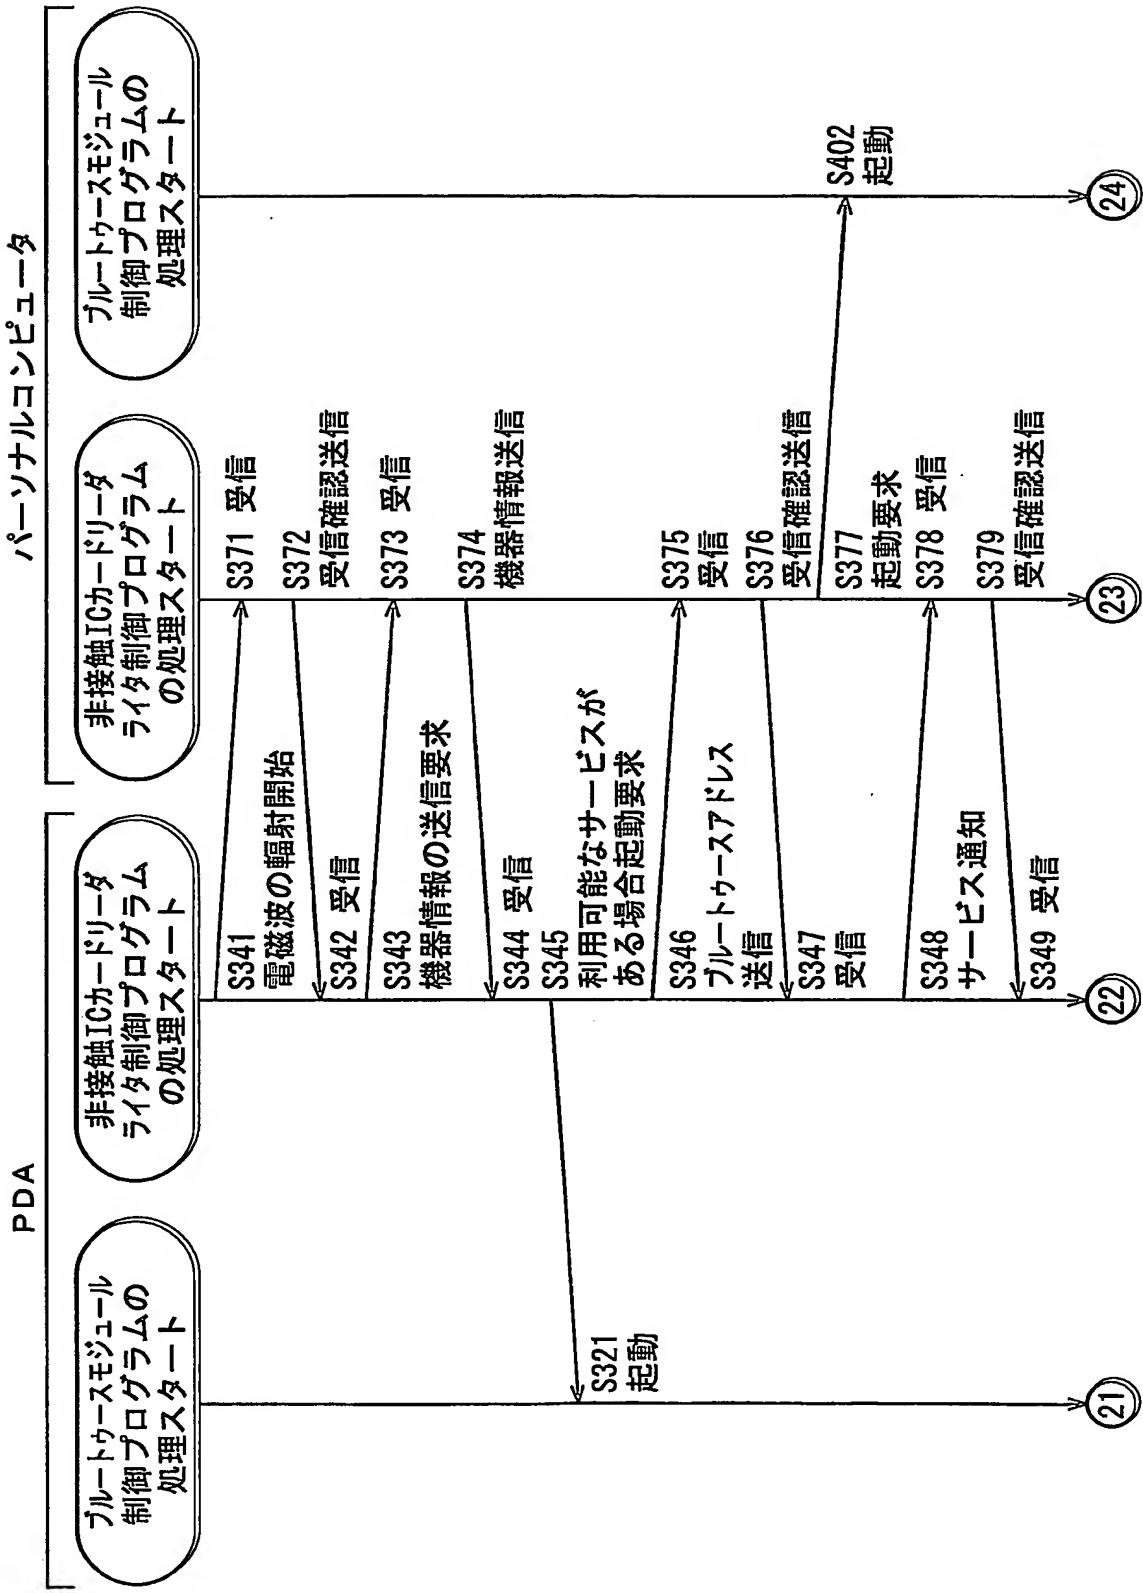 PDA
パーソナルコンピュータ
ブルートゥースモジュール
制御プログラムの
処理スタート
非接触ICカードリーダ
ライタ制御プログラム
の処理スタート
非接触ICカードリーダ
ライタ制御プログラム
の処理スタート
ブルートゥースモジュール
制御プログラムの
処理スタート
S321
起動
S341
電磁波の輻射開始
S342 受信
S343
機器情報の送信要求
S344 受信
S345
利用可能なサービスが
ある場合起動要求
S346
ブルートゥースアドレス
送信
S347
受信
S348
サービス通知
S349 受信
S371 受信
S372
受信確認送信
S373 受信
S374
機器情報送信
S375
受信
S376
受信確認送信
S377
起動要求
S378 受信
S379
受信確認送信
S402
起動
21
22
23
24